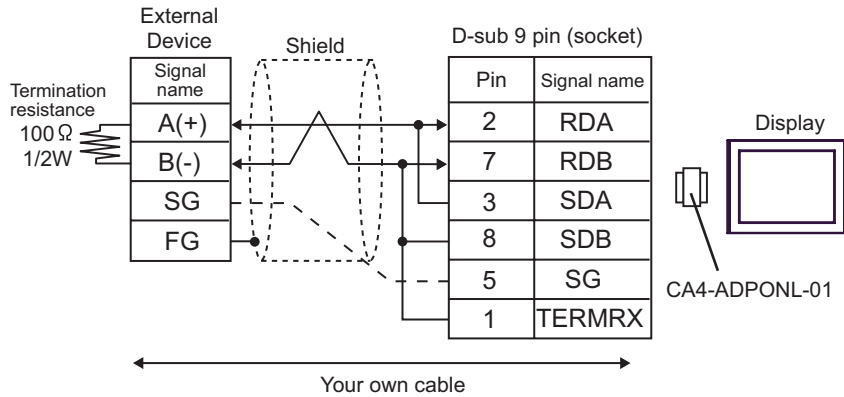 External
Device
Shield
D-sub 9 pin (socket)
Signal
name
Pin
Signal name
Termination
resistance
100 Ω
1/2W
A(+)
2
RDA
Display
B(-)
7
RDB
SG
3
SDA
FG
8
SDB
5
SG
CA4-ADPONL-01
1
TERMRX
Your own cable